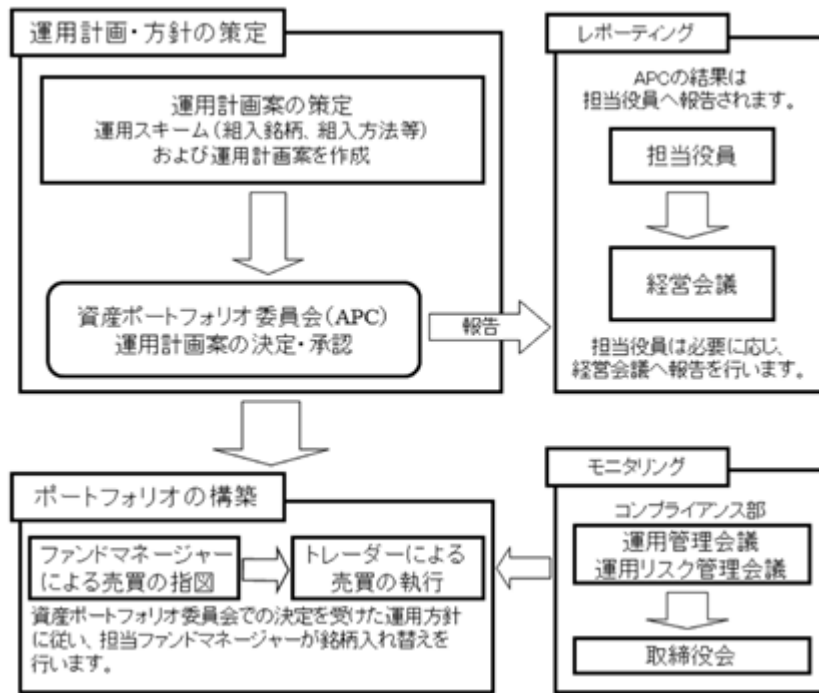 運用計画・方針の策定
運用計画案の策定
運用スキーム(組入銘柄、組入方法等)
および運用計画案を作成
資産ポートフォリオ委員会(APC)
運用計画案の決定・承認
報告
レポーティング
APCの結果は
担当役員へ報告されます。
担当役員
経営会議
担当役員は必要に応じ、
経営会議へ報告を行います。
ポートフォリオの構築
ファンドマネージャー
による売買の指図
トレーダーによる
売買の執行
資産ポートフォリオ委員会での決定を受けた運用方針
に従い、担当ファンドマネージャーが銘柄入れ替えを
行います。
モニタリング
コンプライアンス部
運用管理会議
運用リスク管理会議
取締役会